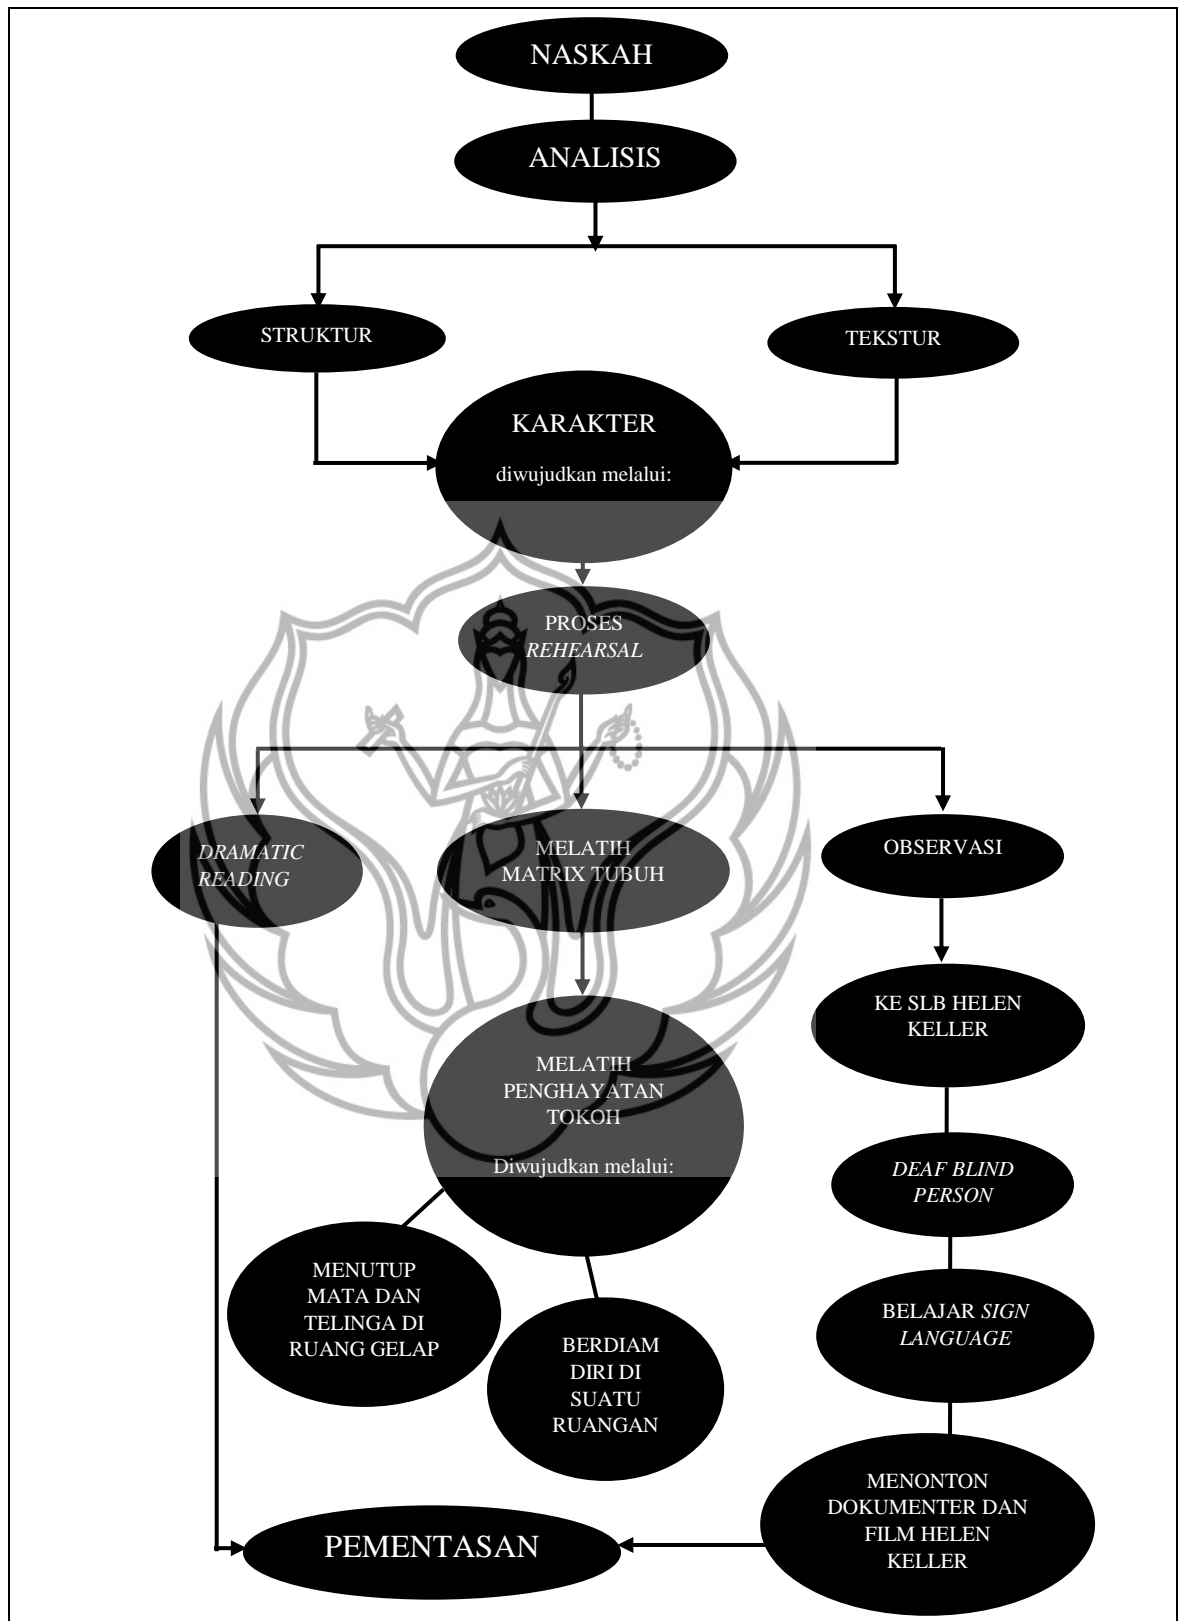 NASKAH
ANALISIS
STRUKTUR
TEKSTUR
KARAKTER
diwujudkan melalui:
PROSES
REHEARSAL
DRAMATIC
READING
MELATIH
MATRIX TUBUH
OBSERVASI
KE SLB HELEN
KELLER
MELATIH
PENGHAYATAN
TOKOH
Diwujudkan melalui:
DEAF BLIND
PERSON
MENUTUP
MATA DAN
TELINGA DI
RUANG GELAP
BERDIAM
DIRI DI
SUATU
RUANGAN
BELAJAR SIGN
LANGUAGE
MENONTON
DOKUMENTER DAN
FILM HELEN
KELLER
PEMENTASAN